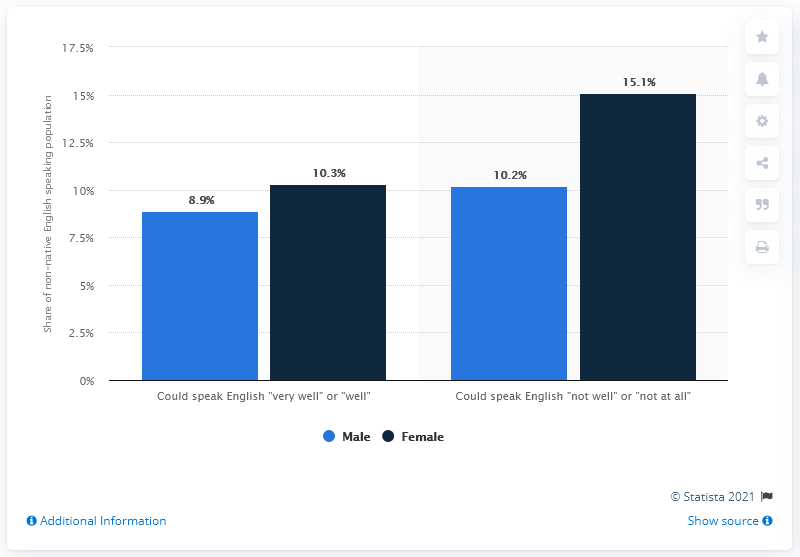 17.5%
15%
12.5%
10%
7.5%
5%
2.5%
0%
Share of non-native English speaking population
8.9%
10.3%
10.2%
15.1%
Could speak English "very well" or "well"
Could speak English "not well" or "not at all"
Male
Female
© Statista 2021
Additional Information
Show source